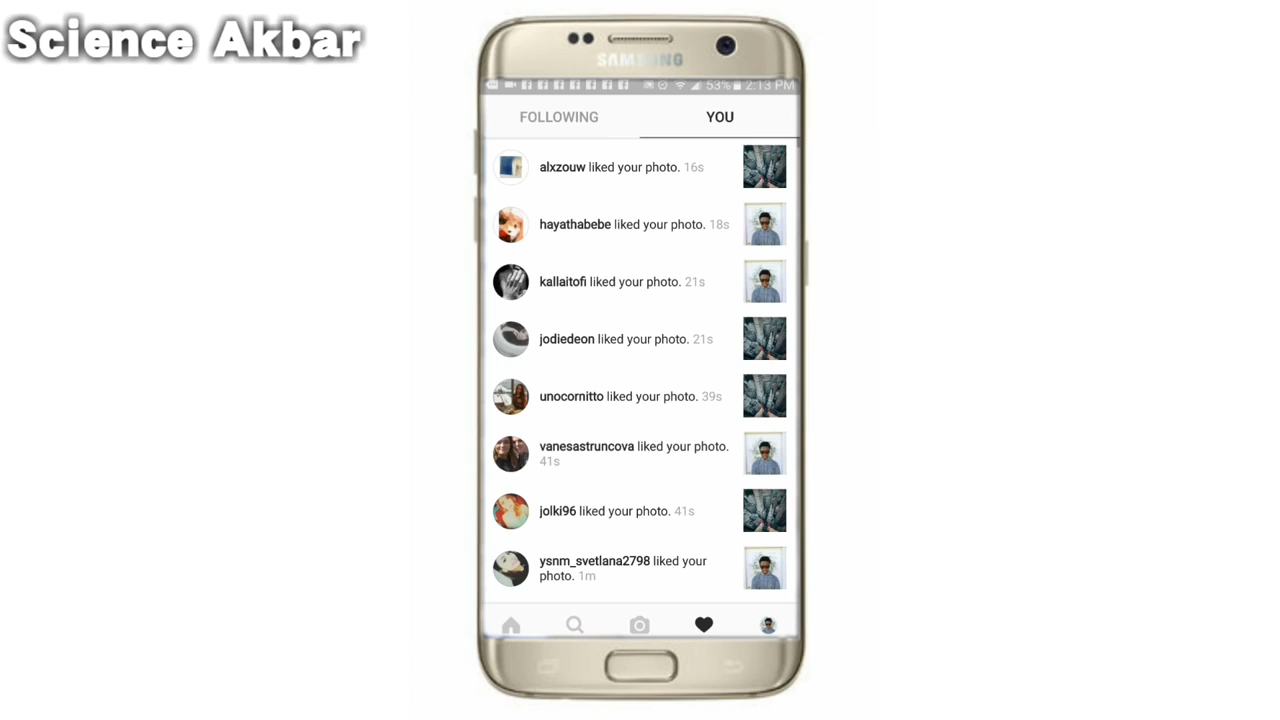 Science Akbar
SAMSUNG
53% 2:13 PM
FOLLOWING YOU
alxzouw liked your photo. 16s
hayathabebe liked your photo. 18s
kallaitofi liked your photo. 21s
jodiedeon liked your photo. 21s
unocornitto liked your photo. 39s
vanesastruncova liked your photo.
41s
jolki96 liked your photo. 41s
ysnm_svetlana2798 liked your
photo. 1m